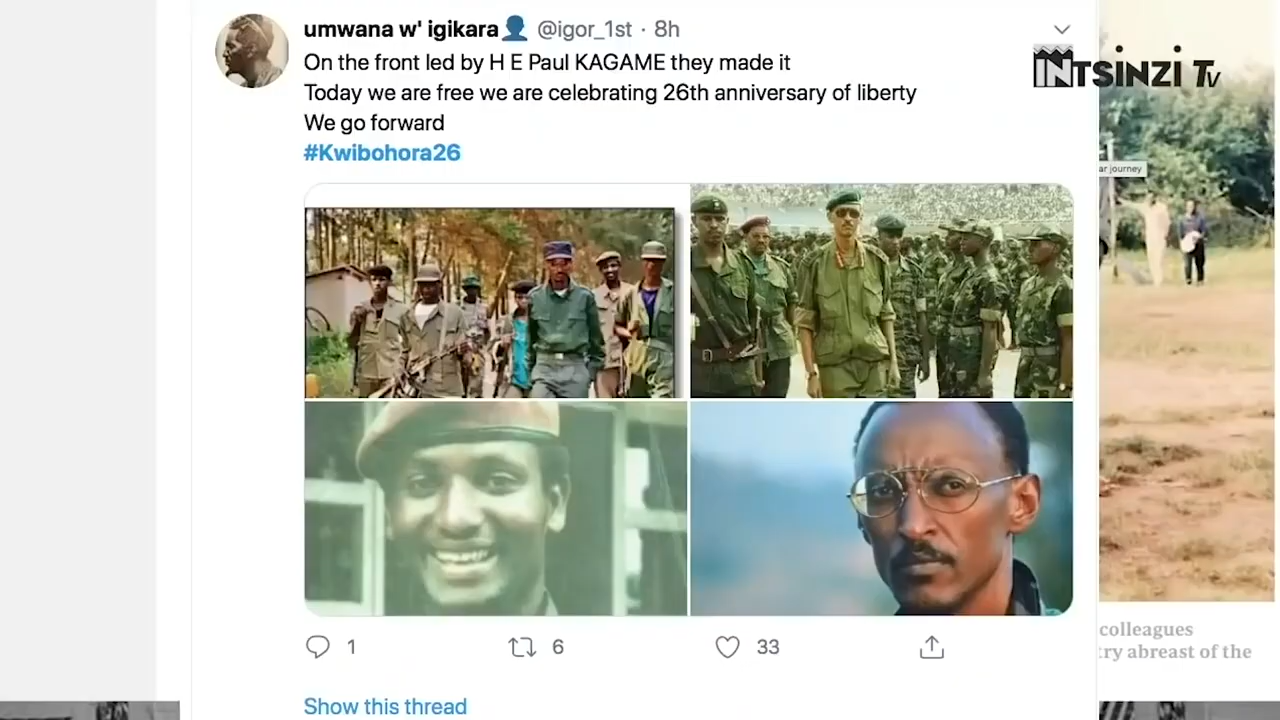 umwana w' igikara @igor_1st · 8h
On the front led by H E Paul KAGAME they made it
Today we are free we are celebrating 26th anniversary of liberty
We go forward
#Kwibohora26
INTSINZI TV
ar journey
1 6 33
colleagues
try abreast of the
Show this thread